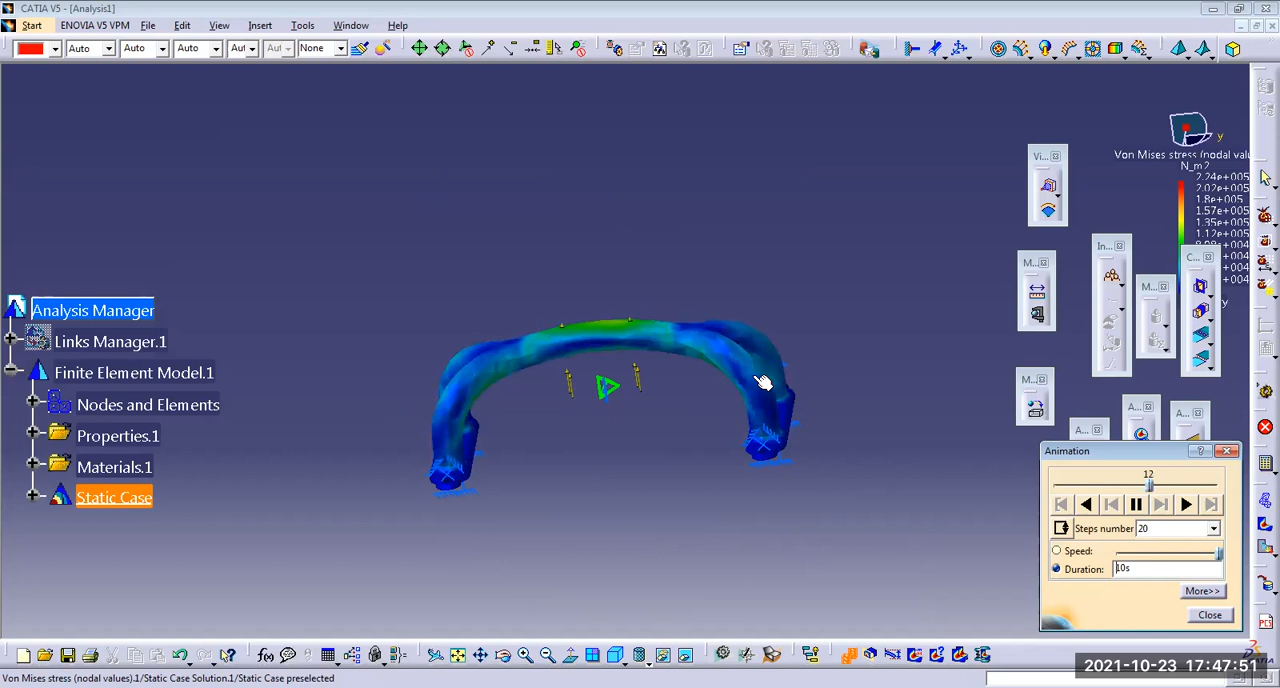 CATIA V5 - [Analysis1]
Start ENOVIA V5 VPM File Edit View Insert Tools Window Help
Auto Auto Auto Aut Aut None
y
Von Mises stress (nodal valu
N_m2
2.24e+005
2.02e+005
1.8e+005
1.57e+005
1.35e+005
1.12e+005
Vi...
M...
In...
M...
C...
Analysis Manager
Links Manager.1
Finite Element Model.1
Nodes and Elements
Properties.1
Materials.1
Static Case
M...
A...
A...
A...
Animation
12
Steps number 20
Speed:
Duration: 10s
More>>
Close
2021-10-23 17:47:51
Von Mises stress (nodal values).1/Static Case Solution.1/Static Case preselected